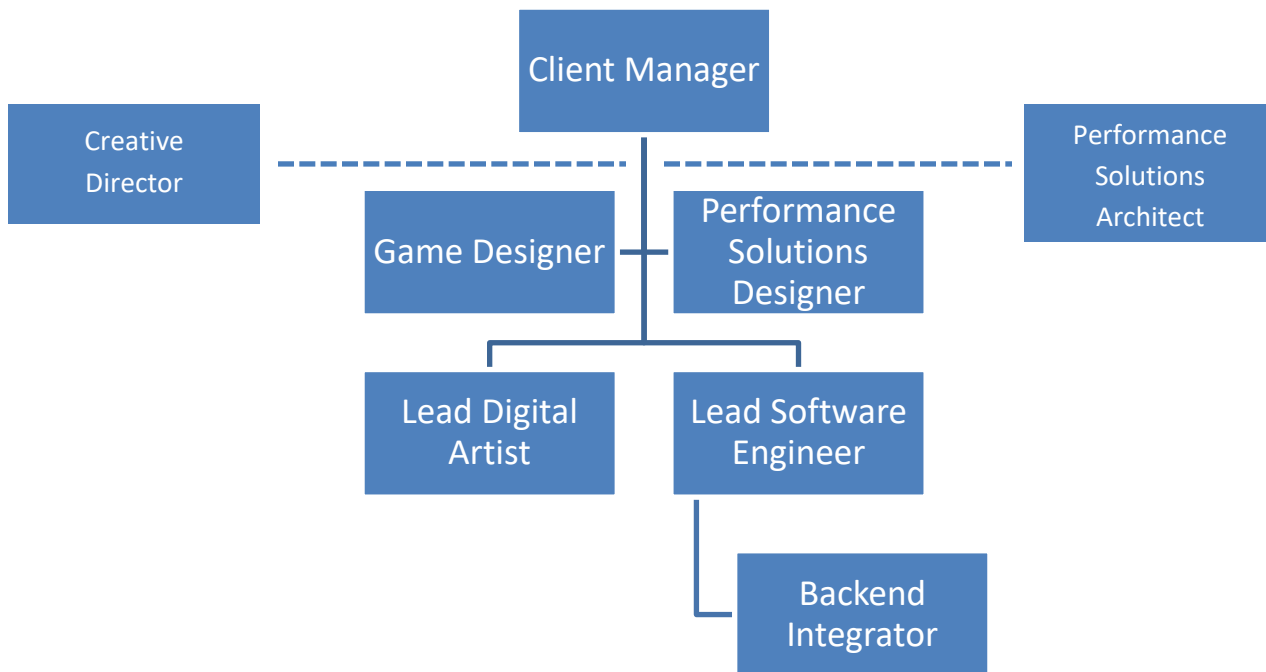 Client Manager
Creative
Director
Performance
Solutions
Architect
Game Designer
Performance
Solutions
Designer
Lead Digital
Artist
Lead Software
Engineer
Backend
Integrator